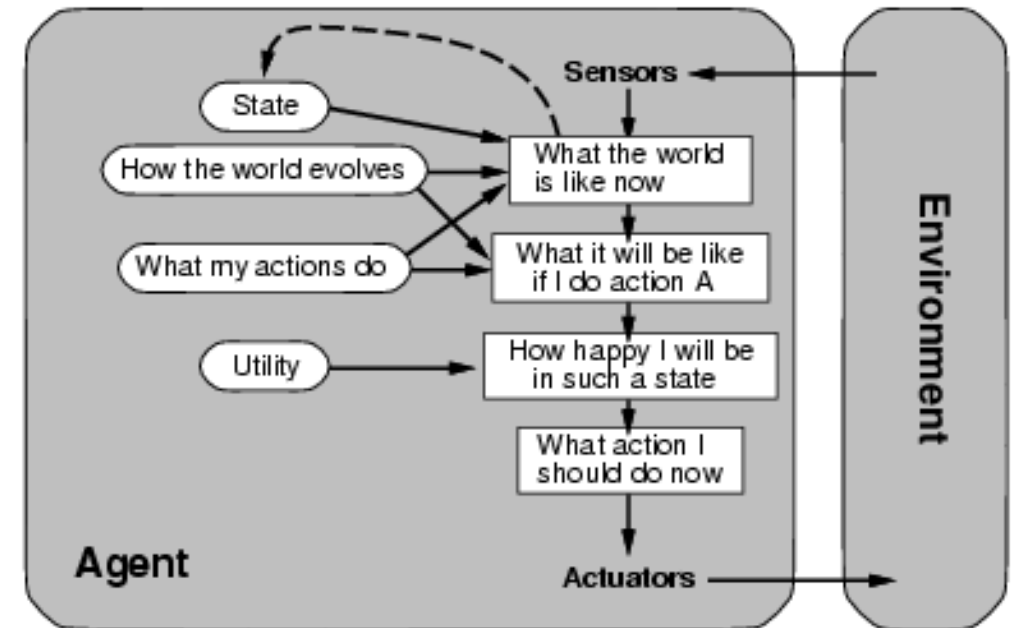 Sensors
State
What the world
is like now
How the world evolves
What it will be like
if I do action A
What my actions do
How happy I will be
in such a state
Utility
What action I
should do now
Agent
Actuators
Environment